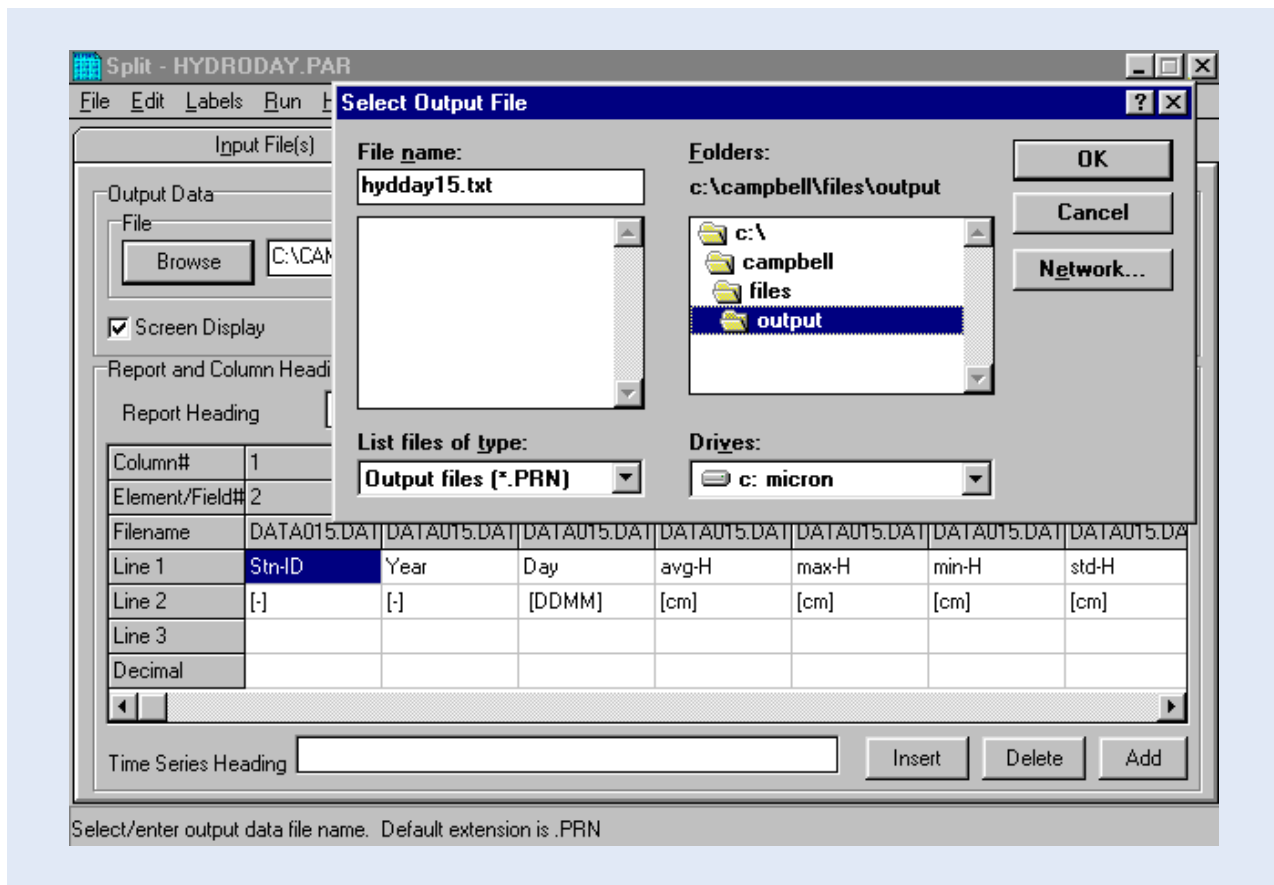 Split - HYDRODAY.PAR
File Edit Labels Run H
Select Output File
Input File(s)
File name:
hydday15.txt
Folders:
c:\campbell\files\output
c:\
campbell
files
output
OK
Cancel
Network...
List files of type:
Output files (*.PRN)
Drives:
c: micron
Output Data
File
Browse C:\CAM
Screen Display
Report and Column Headi
Report Heading
Column# 1
Element/Field# 2
Filename DATA015.DAT DATA015.DAT DATA015.DAT DATA015.DAT DATA015.DAT DATA015.DAT DATA015.DA
Line 1 Stn-ID Year Day avg-H max-H min-H std-H
Line 2 [-] [-] [DDMM] [cm] [cm] [cm] [cm]
Line 3
Decimal
Time Series Heading
Insert Delete Add
Select/enter output data file name. Default extension is .PRN